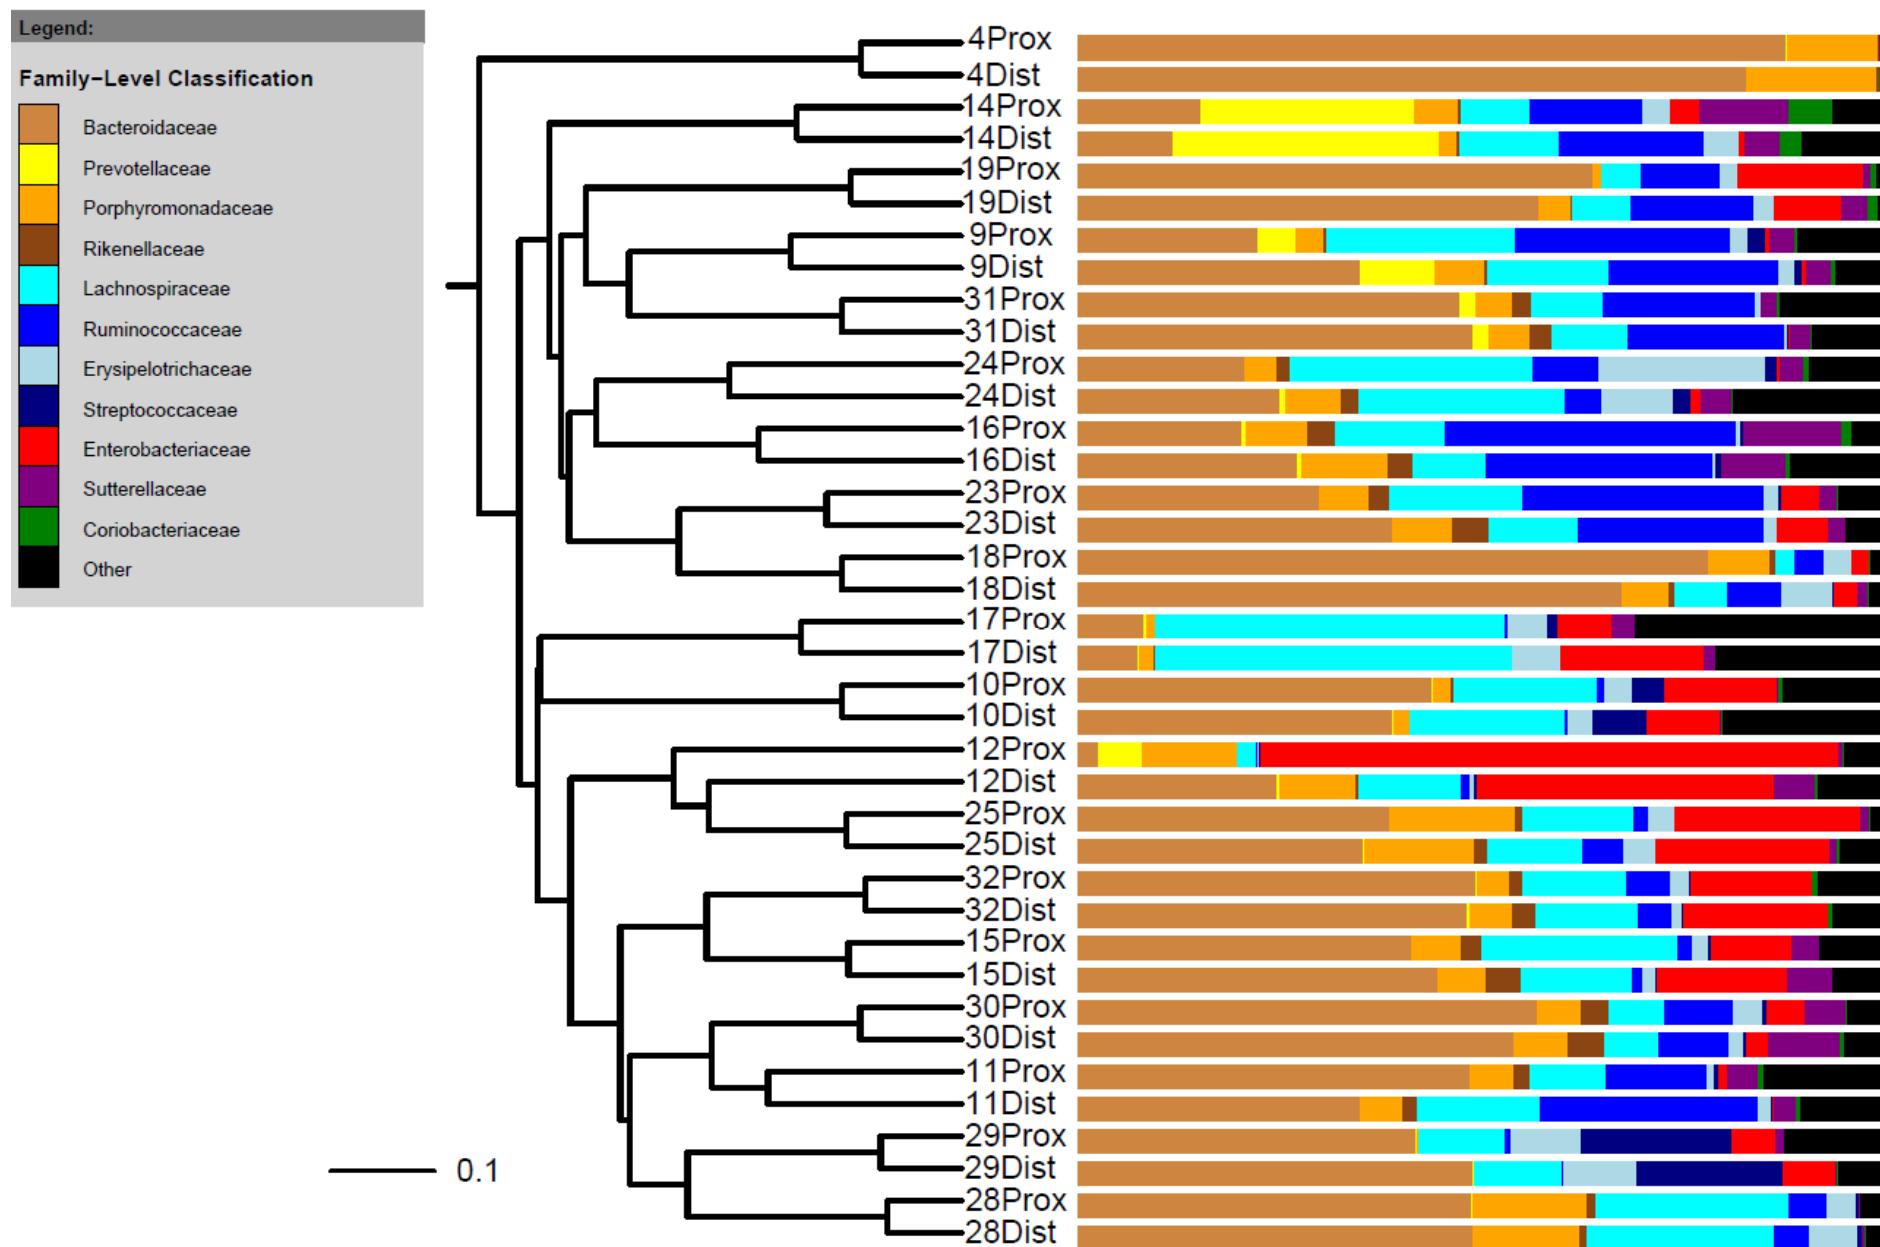 Legend:
Family-Level Classification
Bacteroidaceae
Prevotellaceae
Porphyromonadaceae
Rikenellaceae
Lachnospiraceae
Ruminococcaceae
Erysipelotrichaceae
Streptococcaceae
Enterobacteriaceae
Sutterellaceae
Coriobacteriaceae
Other
4Prox
4Dist
14Prox
14Dist
19Prox
19Dist
9Prox
9Dist
31Prox
31Dist
24Prox
24Dist
16Prox
16Dist
23Prox
23Dist
18Prox
18Dist
17Prox
17Dist
10Prox
10Dist
12Prox
12Dist
25Prox
25Dist
32Prox
32Dist
15Prox
15Dist
30Prox
30Dist
11Prox
11Dist
29Prox
29Dist
28Prox
28Dist
0.1